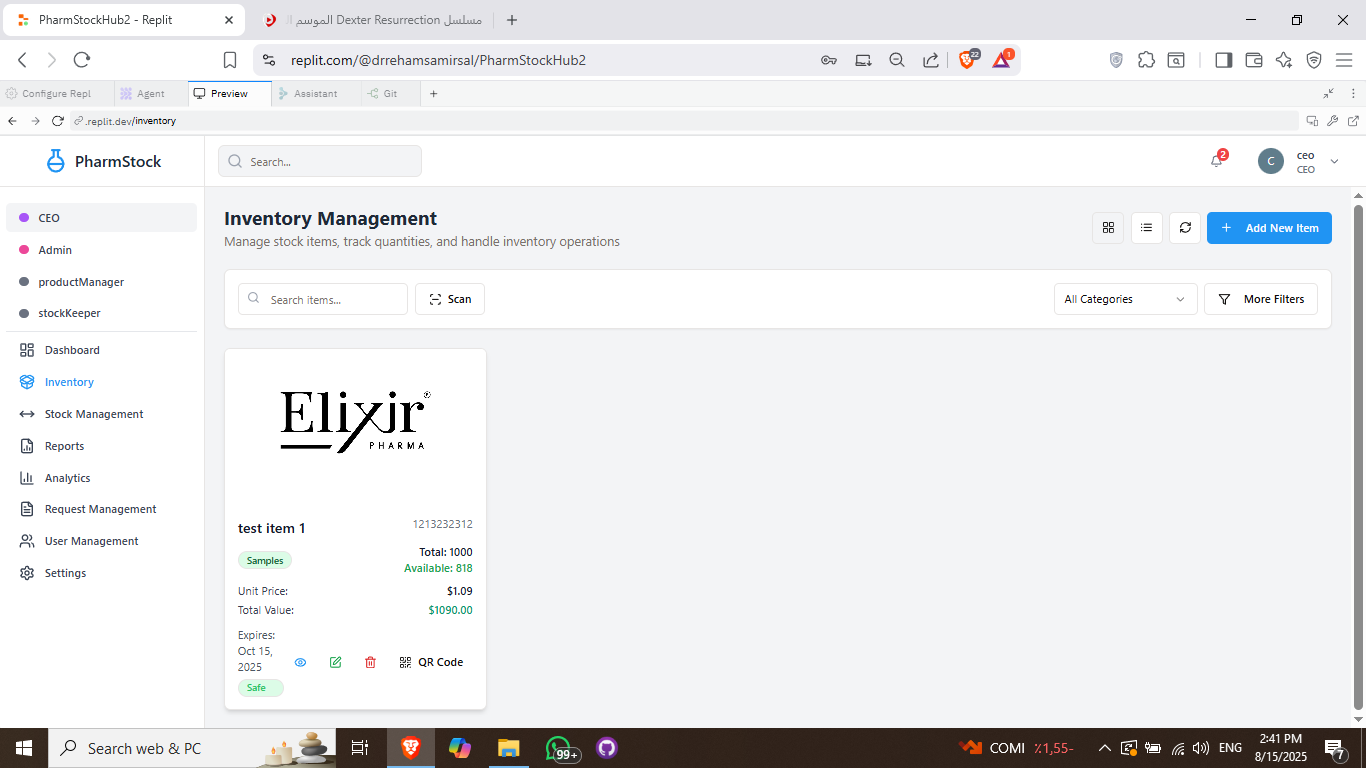 PharmStockHub2 - Replit
مسلسل Dexter Resurrection الموسم ال
replit.com/@drrehamsamirsal/PharmStockHub2
22
1
Configure Repl
Agent
Preview
Assistant
Git
.replit.dev/inventory
PharmStock
Search...
2
C
ceo
CEO
CEO
Admin
productManager
stockKeeper
Dashboard
Inventory
Stock Management
Reports
Analytics
Request Management
User Management
Settings
Inventory Management
Manage stock items, track quantities, and handle inventory operations
Add New Item
Search items...
Scan
All Categories
More Filters
Elixir
PHARMA
test item 1
1213232312
Samples
Total: 1000
Available: 818
Unit Price:
$1.09
Total Value:
$1090.00
Expires:
Oct 15,
2025
QR Code
Safe
Search web & PC
99+
COMI
٪1,55-
ENG
2:41 PM
8/15/2025
7